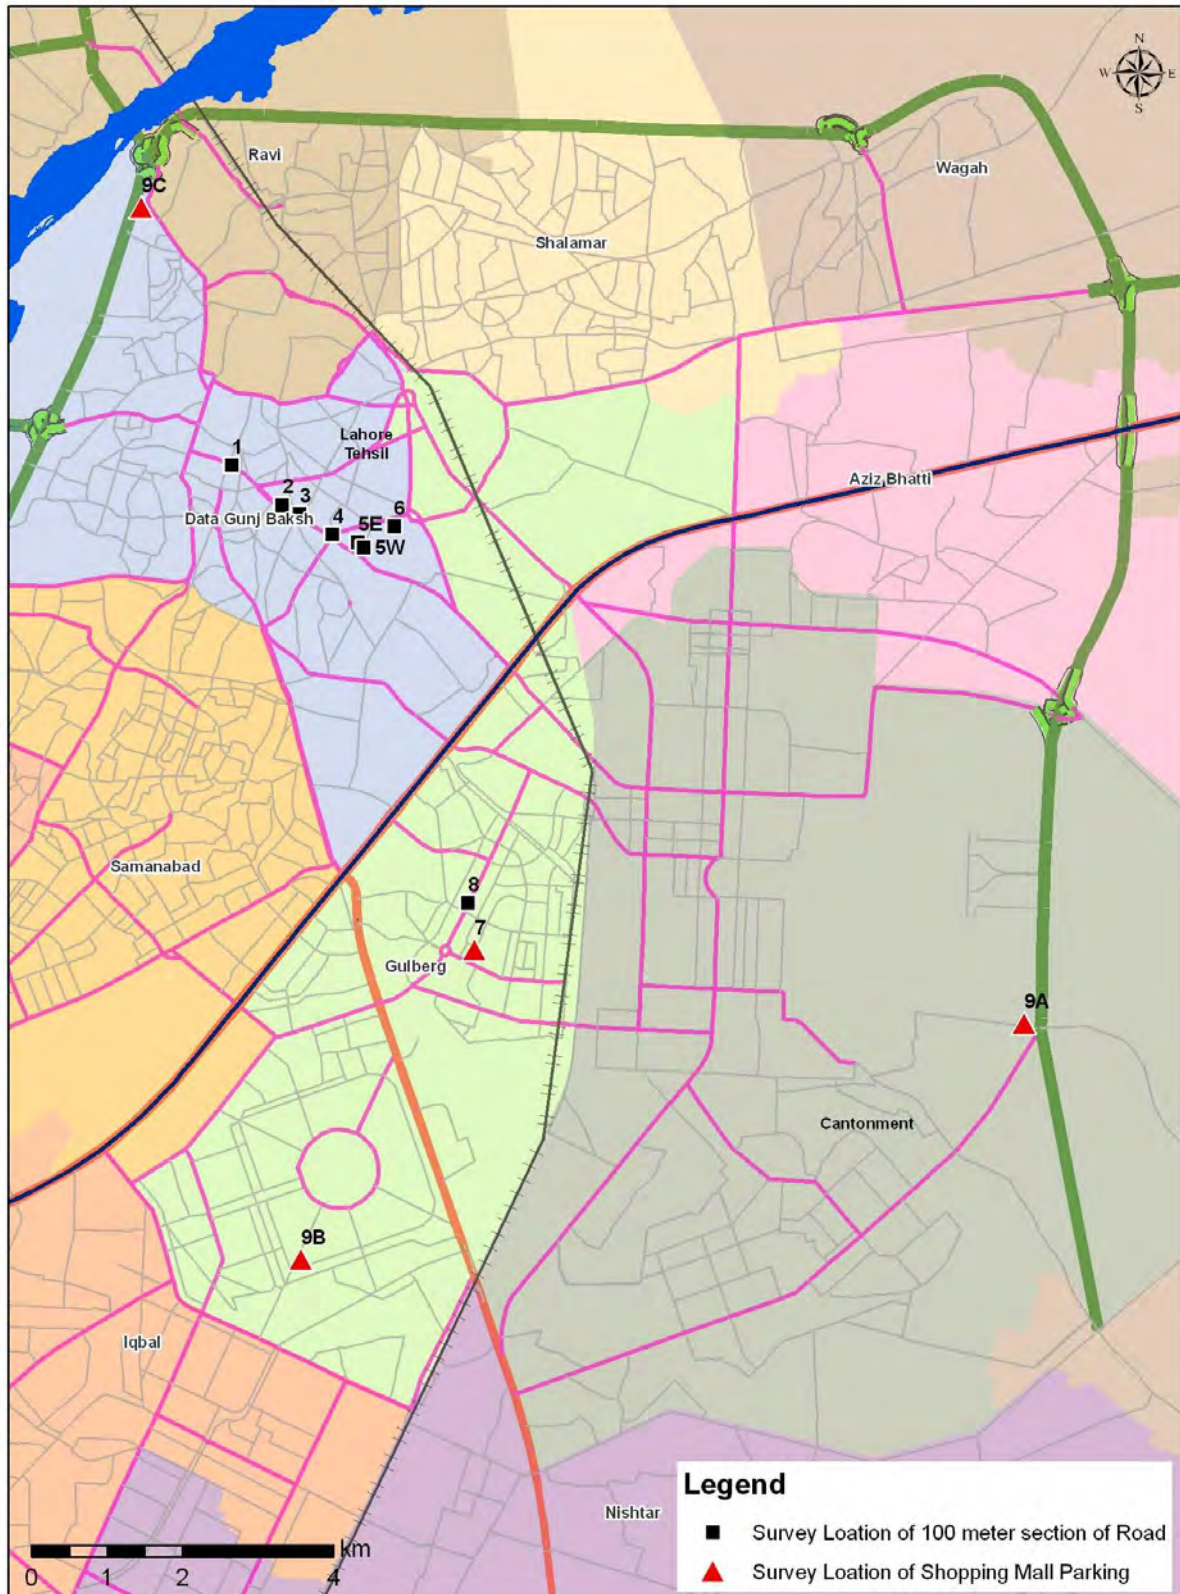 N
W E
S
Ravi
Wagah
9C
Shalamar
Lahore
Tehsil
1
Aziz Bhatti
2
3
Data Gunj Baksh
4
5E
6
5W
Samanabad
8
7
Gulberg
9A
Cantonment
9B
Iqbal
Nishtar
Legend
Survey Loation of 100 meter section of Road
Survey Loation of Shopping Mall Parking
km
0 1 2 4